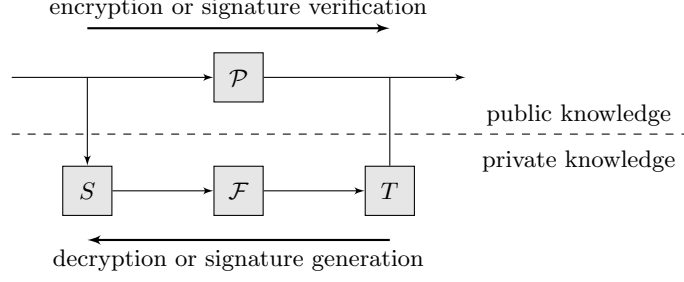 encryption or signature verification
P
public knowledge
private knowledge
S
F
T
decryption or signature generation